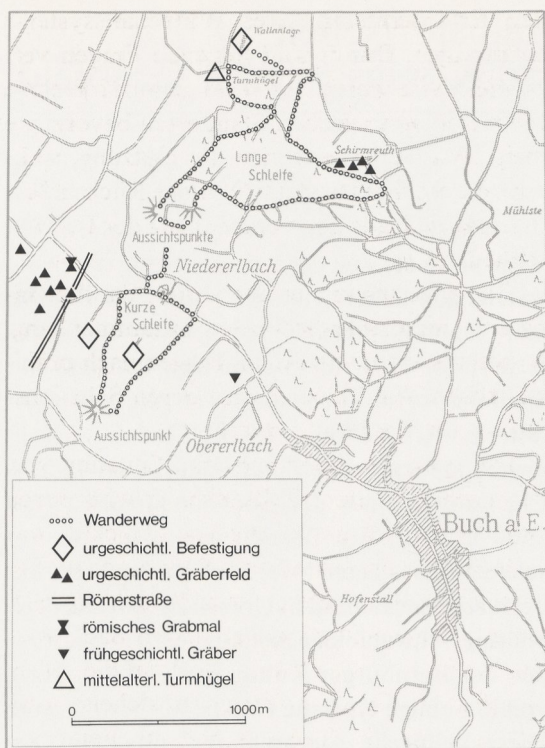 Wallanlage
Turmhügel
Lange
Schleife
Schirmreuth
Mühlste
Aussichtspunkte
Niedererlbach
Kurze
Schleife
Aussichtspunkt
Obererlbach
Buch a. E.
Hofenstall
Wanderweg
urgeschichtl. Befestigung
urgeschichtl. Gräberfeld
Römerstraße
römisches Grabmal
frühgeschichtl. Gräber
mittelalterl. Turmhügel
0 1000m